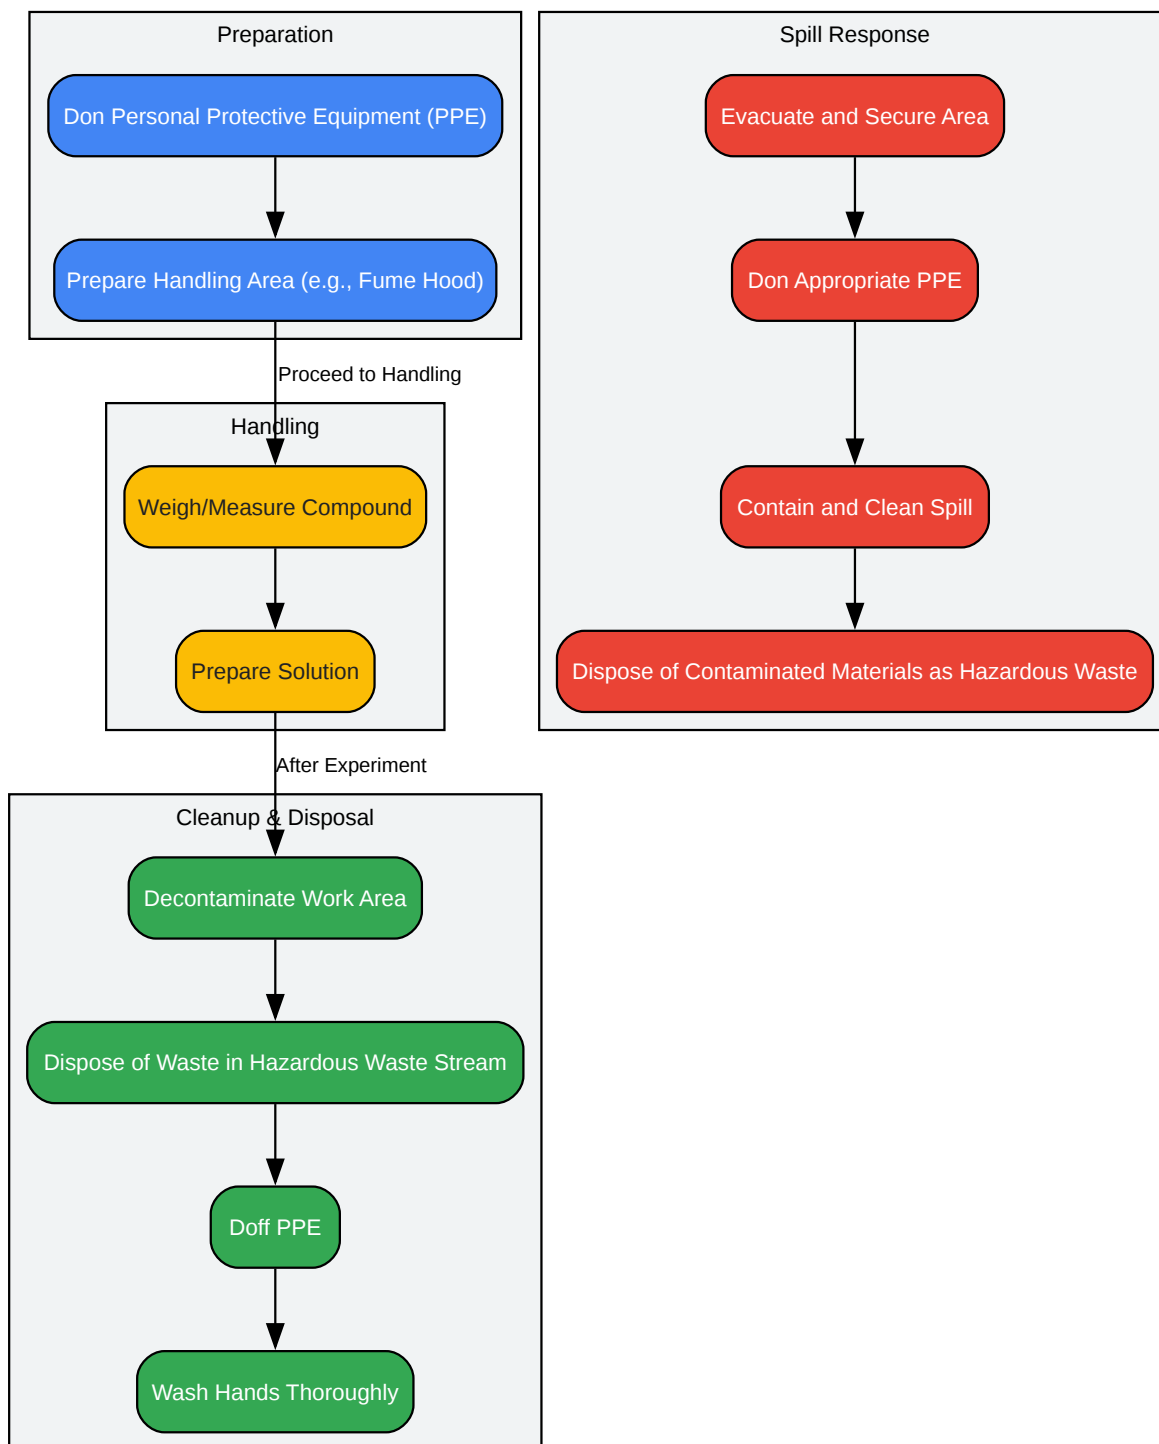 Preparation
Don Personal Protective Equipment (PPE)
Prepare Handling Area (e.g., Fume Hood)
Proceed to Handling
Handling
Weigh/Measure Compound
Prepare Solution
After Experiment
Cleanup & Disposal
Decontaminate Work Area
Dispose of Waste in Hazardous Waste Stream
Doff PPE
Wash Hands Thoroughly
Spill Response
Evacuate and Secure Area
Don Appropriate PPE
Contain and Clean Spill
Dispose of Contaminated Materials as Hazardous Waste